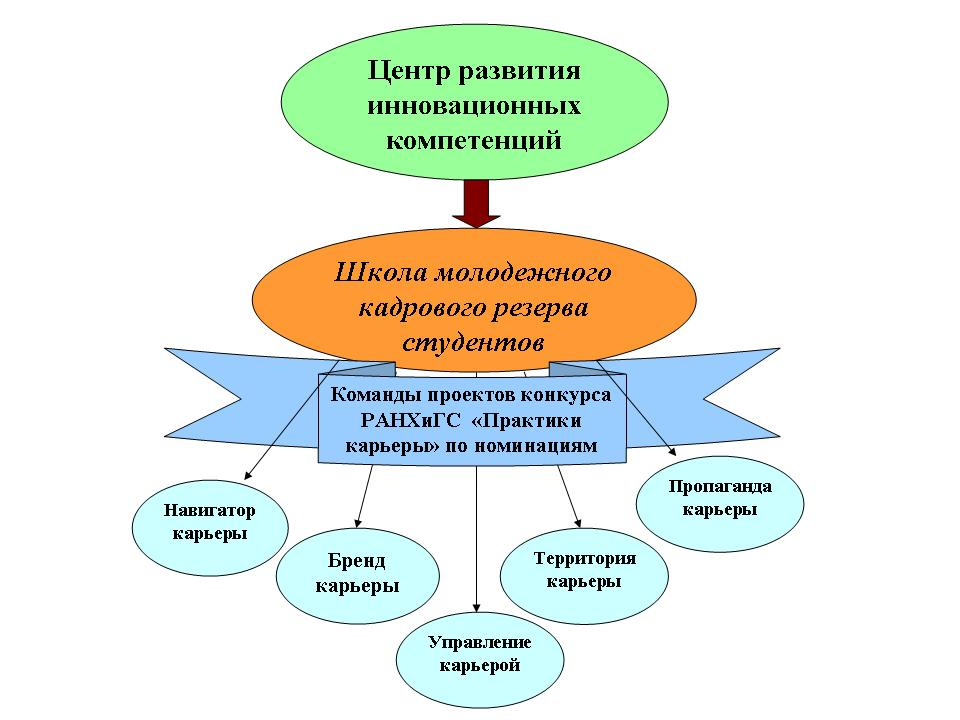 Центр развития
инновационных
компетенций
Школа молодежного
кадрового резерва
студентов
Команды проектов конкурса
РАНХиГС «Практики
карьеры» по номинациям
Навигатор
карьеры
Бренд
карьеры
Управление
карьерой
Территория
карьеры
Пропаганда
карьеры